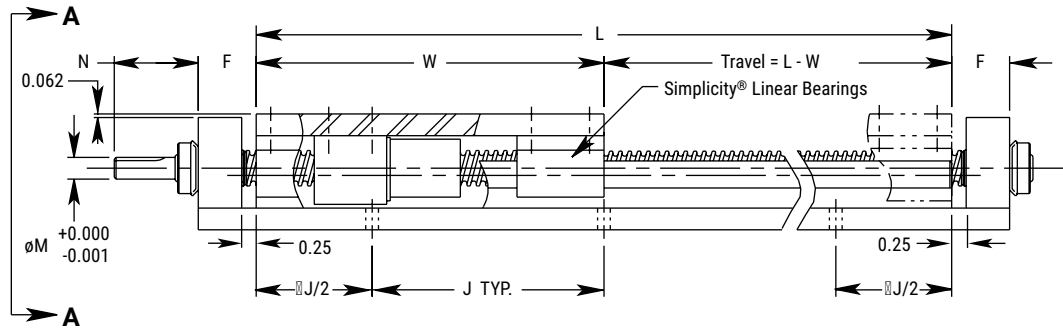 A
L
N
F
W
Travel = L - W
F
0.062
Simplicity® Linear Bearings
øM
+0.000
-0.001
0.25
0.25
J/2
J TYP.
J/2
A